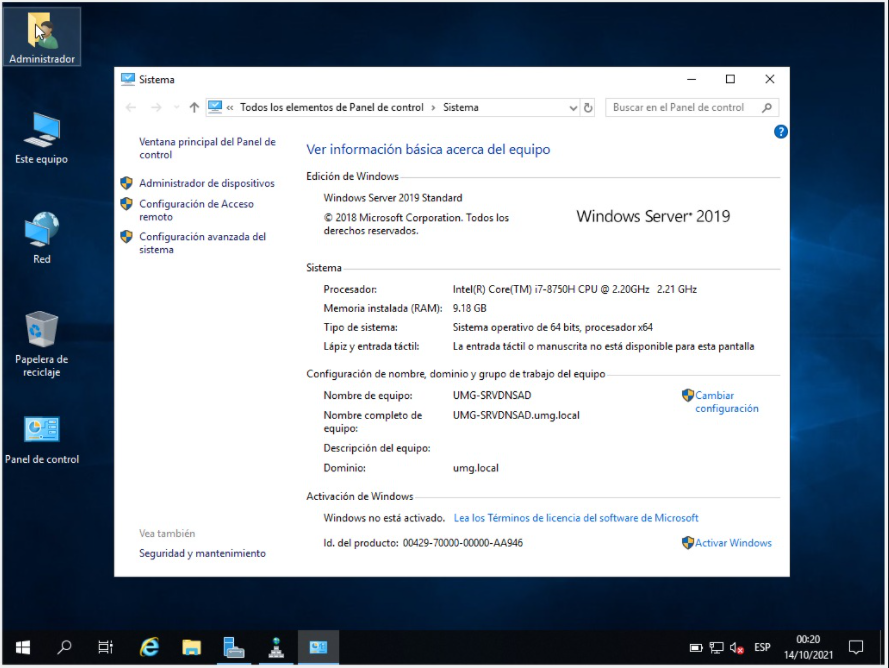 Administrador
Este equipo
Red
Papelera de
reciclaje
Panel de control
Sistema
« Todos los elementos de Panel de control › Sistema
Buscar en el Panel de control
?
Ventana principal del Panel de
control
Administrador de dispositivos
Configuración de Acceso
remoto
Configuración avanzada del
sistema
Vea también
Seguridad y mantenimiento
Ver información básica acerca del equipo
Edición de Windows
Windows Server 2019 Standard
© 2018 Microsoft Corporation. Todos los
derechos reservados.
Windows Server® 2019
Sistema
Procesador: Intel(R) Core(TM) i7-8750H CPU @ 2.20GHz 2.21 GHz
Memoria instalada (RAM): 9.18 GB
Tipo de sistema: Sistema operativo de 64 bits, procesador x64
Lápiz y entrada táctil: La entrada táctil o manuscrita no está disponible para esta pantalla
Configuración de nombre, dominio y grupo de trabajo del equipo
Nombre de equipo: UMG-SRVDNSAD
Cambiar
configuración
Nombre completo de
equipo:
UMG-SRVDNSAD.umg.local
Descripción del equipo:
Dominio: umg.local
Activación de Windows
Windows no está activado. Lea los Términos de licencia del software de Microsoft
Id. del producto: 00429-70000-00000-AA946
Activar Windows
ESP
00:20
14/10/2021